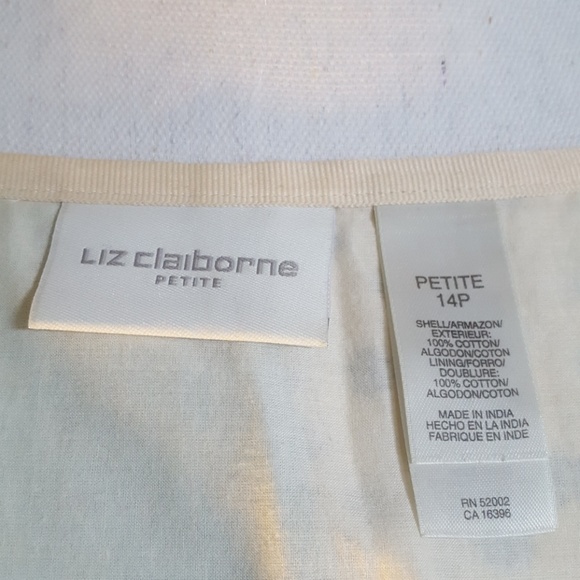 Liz claiborne
PETITE
PETITE
14P
SHELL/ARMAZON/
EXTERIEUR:
100% COTTON/
ALGODON/COTON
LINING/FORRO/
DOUBLURE:
100% COTTON/
ALGODON/COTON
MADE IN INDIA
HECHO EN LA INDIA
FABRIQUE EN INDE
RN 52002
CA 16396